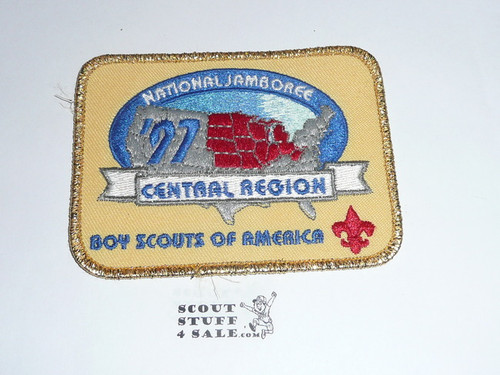 NATIONAL JAMBOREE
'97
CENTRAL REGION
BOY SCOUTS OF AMERICA
SCOUT
STUFF
4 SALE.COM